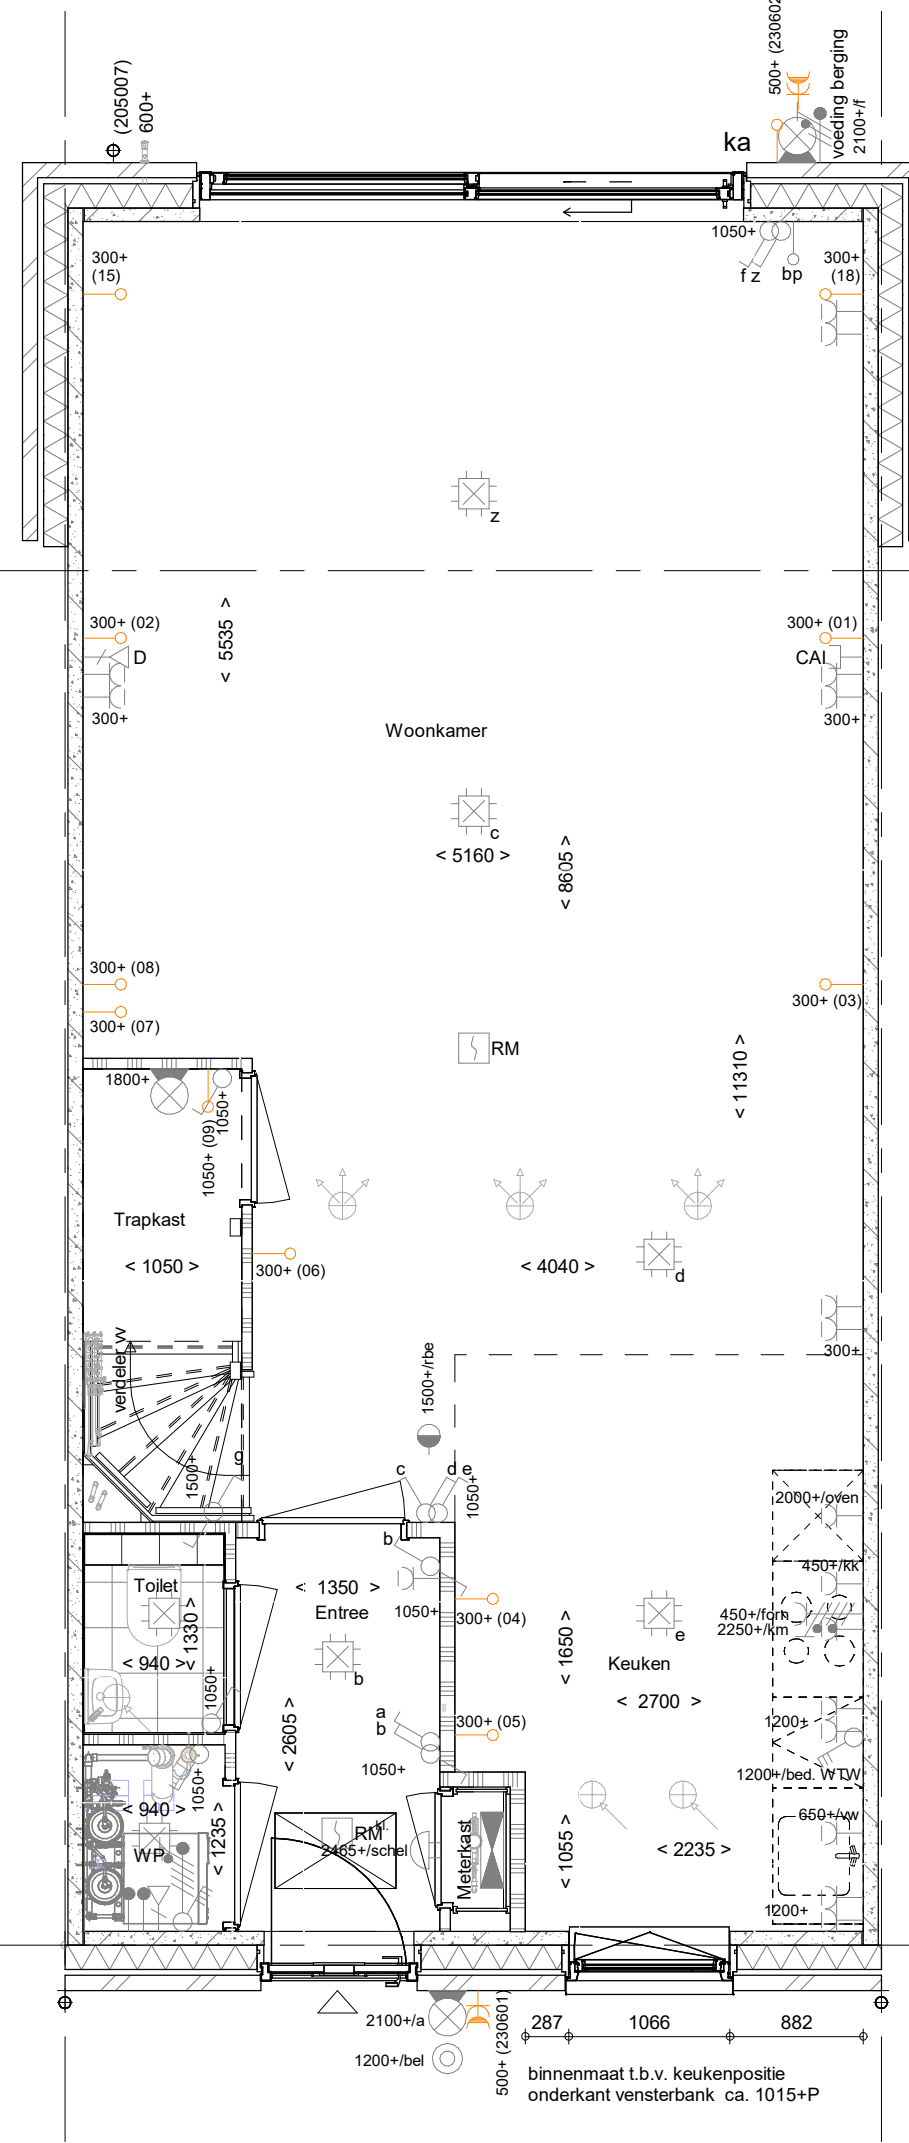 (205007)
600+
500+ (230602)
voeding berging
2100+/f
ka
1050+
f z
bp
300+
(15)
300+
(18)
z
300+ (02)
D
300+
< 5535 >
300+ (01)
CAI
300+
Woonkamer
c
< 5160 >
< 8605 >
300+ (08)
300+ (07)
300+ (03)
RM
< 11310 >
1800+
1050+
1050+ (09)
Trapkast
< 1050 >
300+ (06)
< 4040 >
d
300+
verdeler vv
1500+/rbe
g
1500+
c
d e
1050+
2000+/oven
b
450+/kk
Toilet
< 1330 >
< 940 >
1050+
< 1350 >
Entree
1050+
300+ (04)
b
450+/forn
2250+/km
e
Keuken
< 1650 >
< 2700 >
a
b
300+ (05)
1050+
< 2605 >
1200+
1200+/bed. WTW
1050+
< 940 >
< 1235 >
WP
kl.
RM
2465+/schel
Meterkast
< 1055 >
< 2235 >
650+/vw
1200+
2100+/a
1200+/bel
500+ (230601)
287
1066
882
binnenmaat t.b.v. keukenpositie
onderkant vensterbank ca. 1015+P